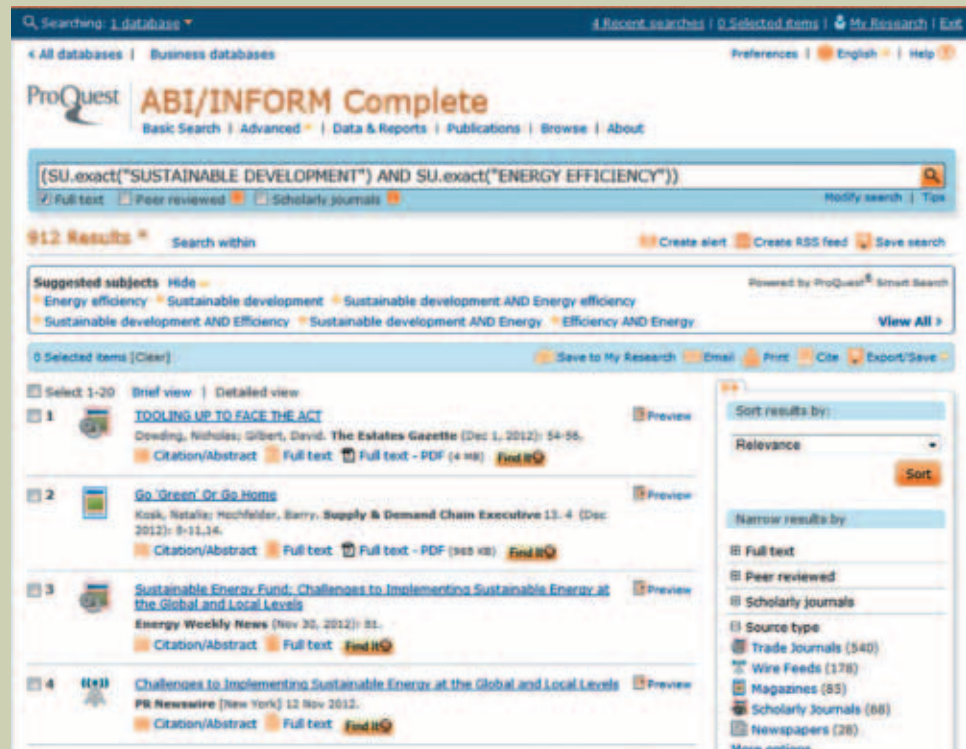 Searching: 1 database
4 Recent searches | 0 Selected items | My Research | Exit
< All databases | Business databases
Preferences | English | Help
ProQuest
ABI/INFORM Complete
Basic Search | Advanced | Data & Reports | Publications | Browse | About
(SU.exact("SUSTAINABLE DEVELOPMENT") AND SU.exact("ENERGY EFFICIENCY"))
Full text Peer reviewed Scholarly journals
Modify search | Tips
912 Results * Search within
Create alert Create RSS feed Save search
Suggested subjects Hide
Powered by ProQuest® Smart Search
Energy efficiency Sustainable development Sustainable development AND Energy efficiency
Sustainable development AND Efficiency Sustainable development AND Energy Efficiency AND Energy
View All >
0 Selected items [Clear]
Save to My Research Email Print Cite Export/Save
Select 1-20 Brief view | Detailed view
1 TOOLING UP TO FACE THE ACT Preview
Dowding, Nicholas; Gilbert, David. The Estates Gazette (Dec 1, 2012): 54-56.
Citation/Abstract Full text Full text - PDF (4 MB) Find It
2 Go 'Green' Or Go Home Preview
Kosk, Natalie; Hochfelder, Barry. Supply & Demand Chain Executive 13. 4 (Dec
2012): 8-11,14.
Citation/Abstract Full text Full text - PDF (985 KB) Find It
3 Sustainable Energy Fund; Challenges to Implementing Sustainable Energy at Preview
the Global and Local Levels
Energy Weekly News (Nov 30, 2012): 81.
Citation/Abstract Full text Find It
4 Challenges to Implementing Sustainable Energy at the Global and Local Levels Preview
PR Newswire [New York] 12 Nov 2012.
Citation/Abstract Full text Find It
Sort results by:
Relevance
Sort
Narrow results by
Full text
Peer reviewed
Scholarly journals
Source type
Trade Journals (540)
Wire Feeds (178)
Magazines (83)
Scholarly Journals (68)
Newspapers (28)
More options